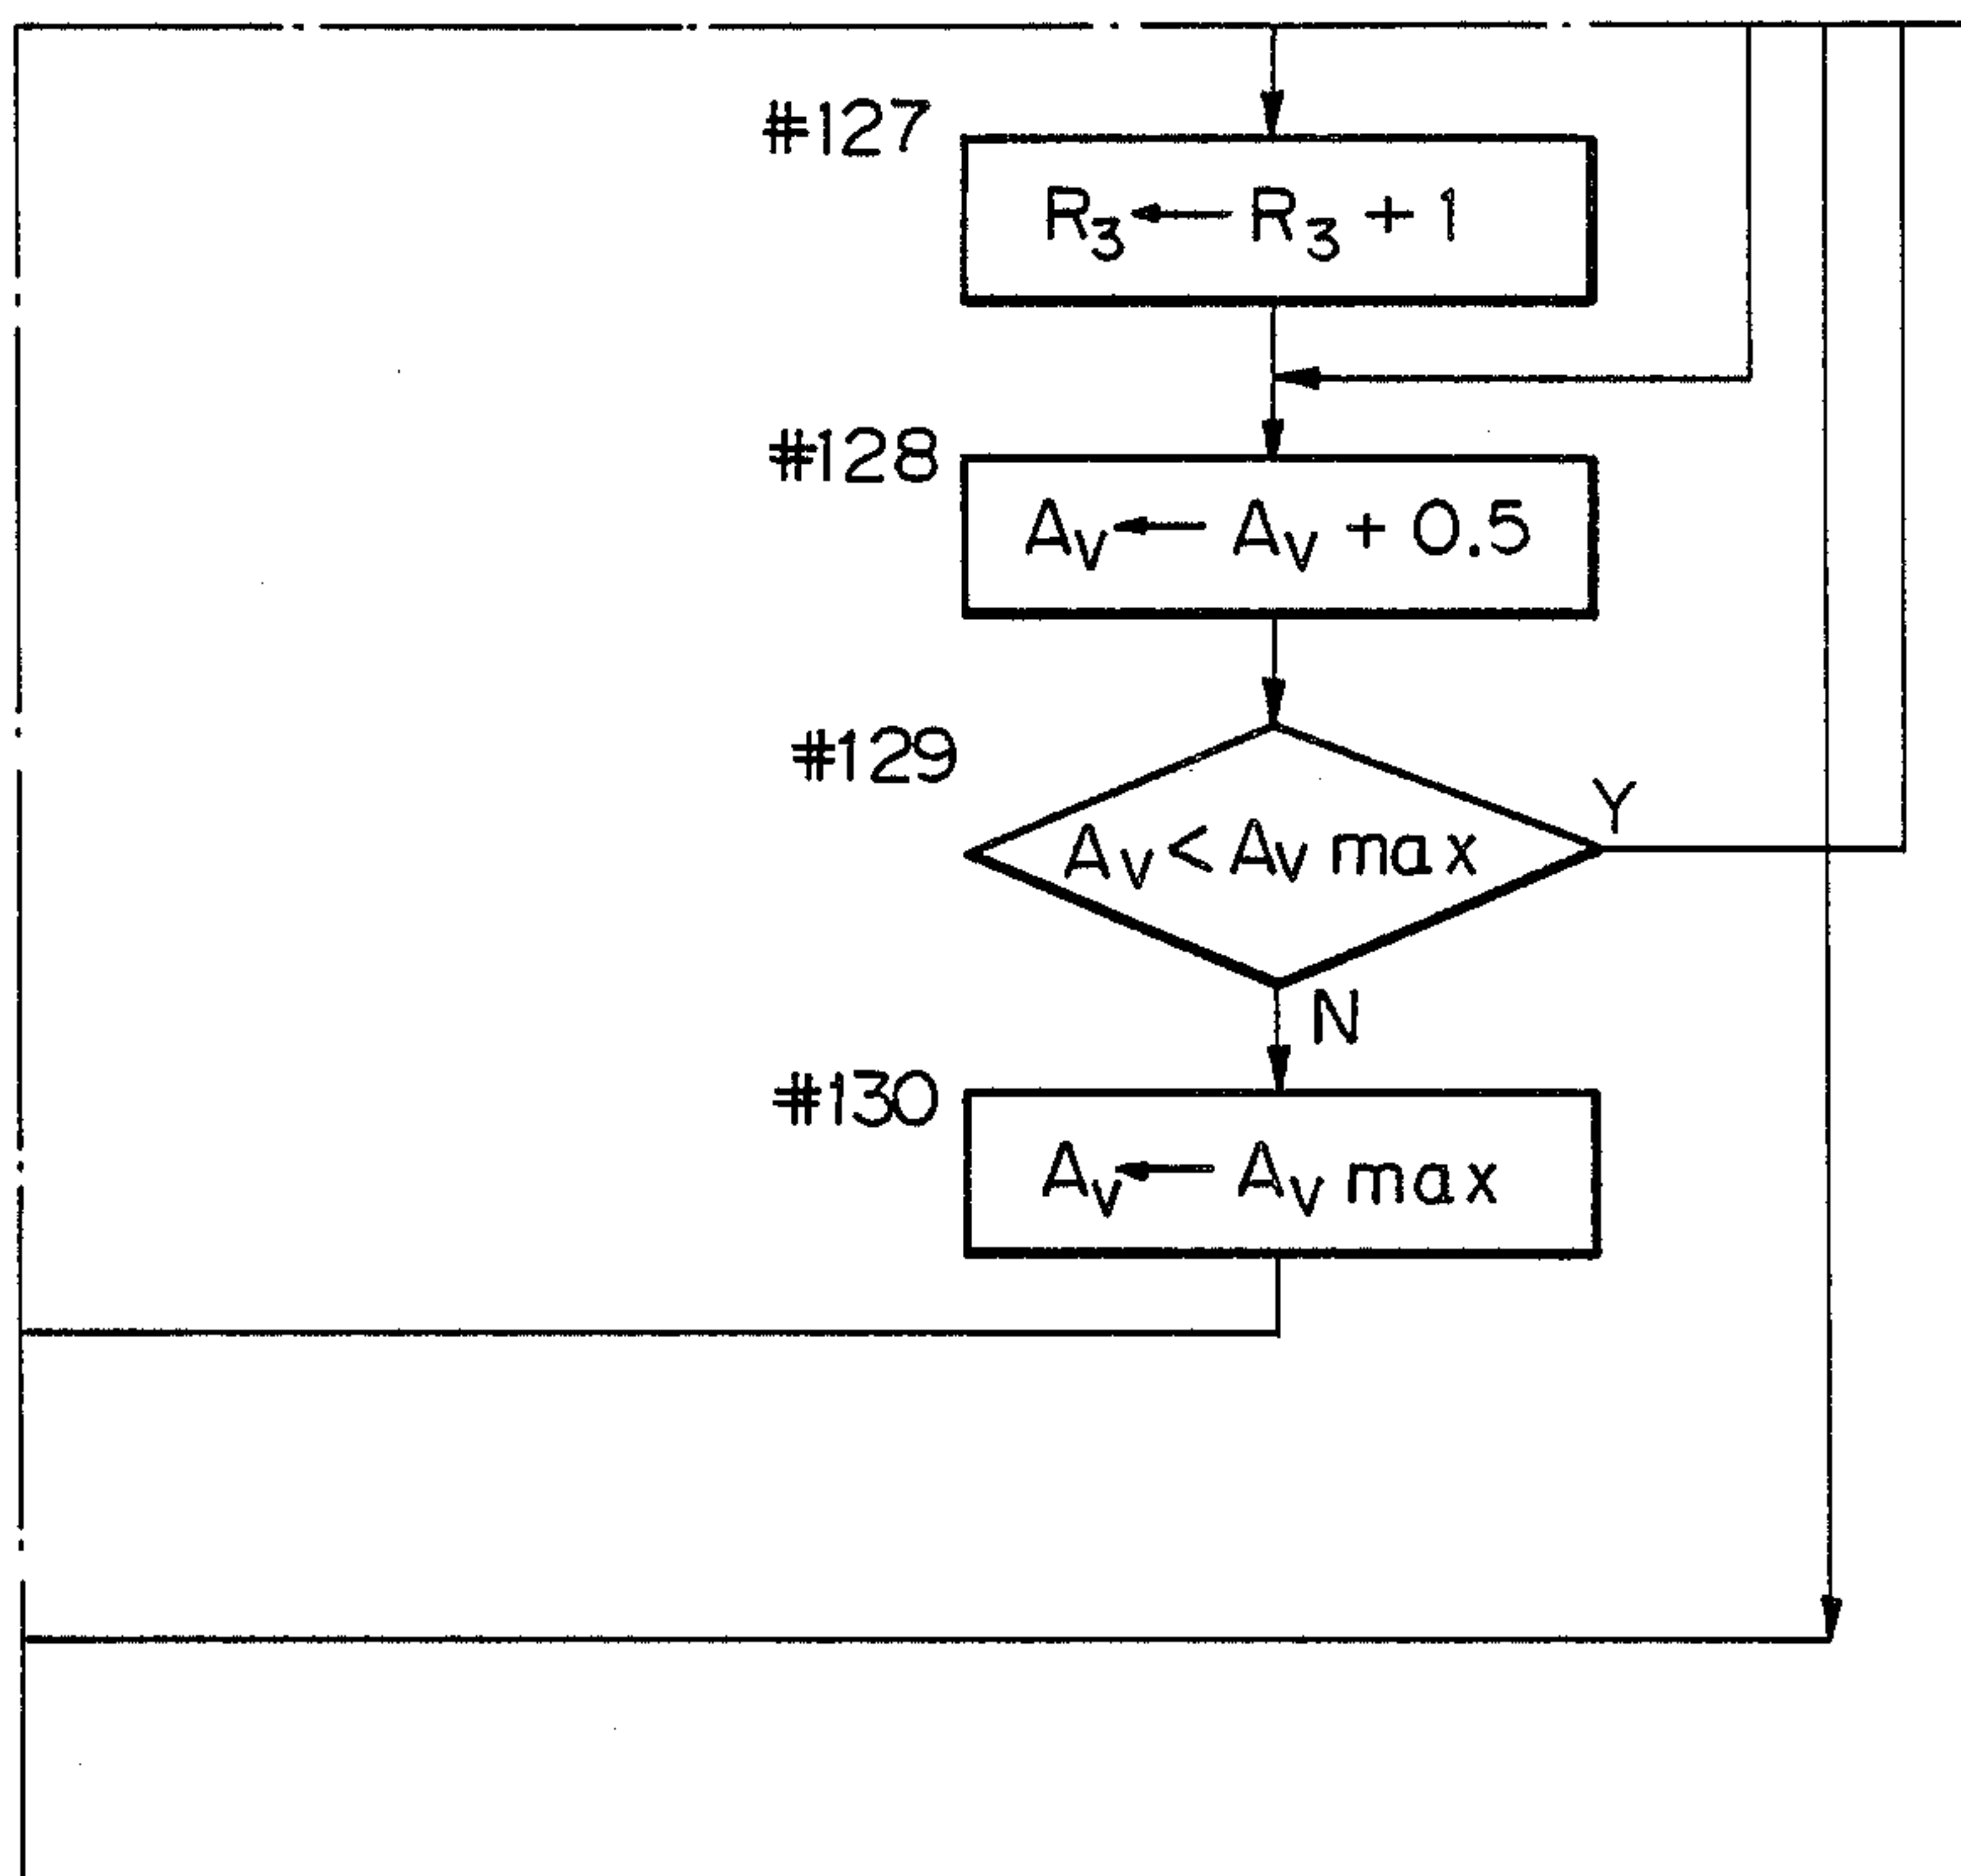 #127
R₃ ← R₃ + 1
#128
Aᵥ ← Aᵥ + 0.5
#129
Aᵥ < Aᵥ max
Y
N
#130
Aᵥ ← Aᵥ max